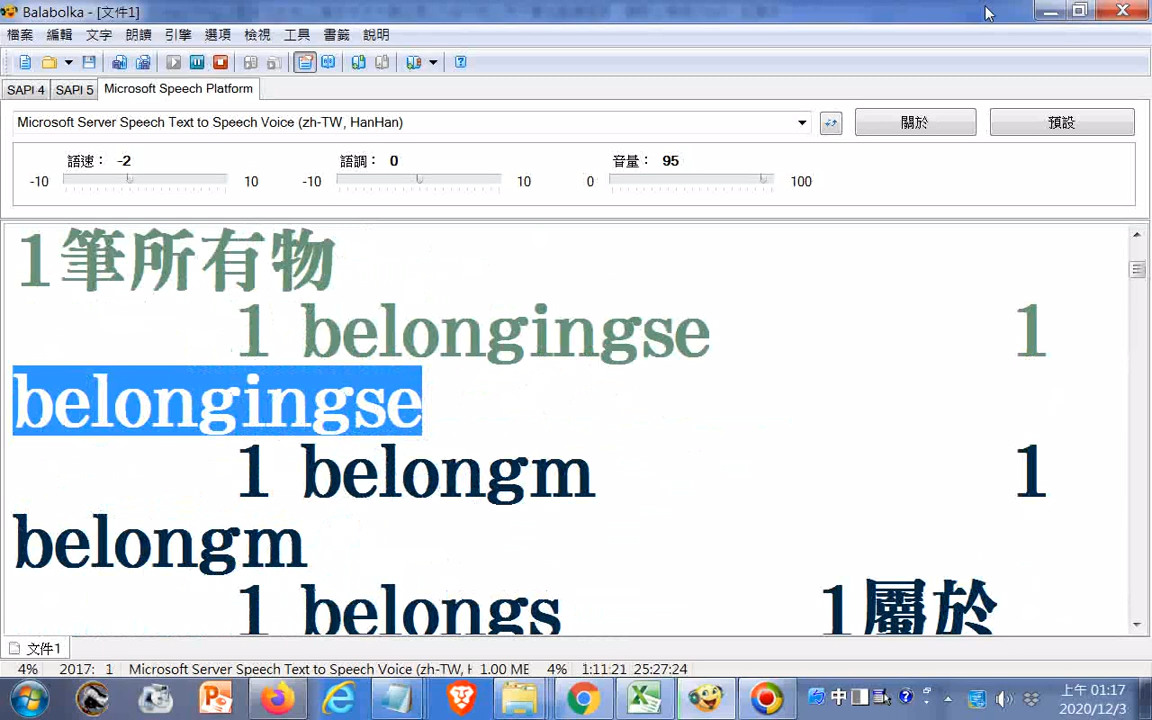 Balabolka - [文件1]
檔案 編輯 文字 朗讀 引擎 選項 檢視 工具 書籤 說明
SAPI 4 SAPI 5 Microsoft Speech Platform
Microsoft Server Speech Text to Speech Voice (zh-TW, HanHan) 關於 預設
語速： -2 語調： 0 音量： 95
-10 10 -10 10 0 100
1筆所有物
1 belongingse 1
belongingse
1 belongm 1
belongm
1 belongs 1屬於
文件1
4% 2017: 1 Microsoft Server Speech Text to Speech Voice (zh-TW, H 1.00 ME 4% 1:11:21 25:27:24
中 上午 01:17
2020/12/3